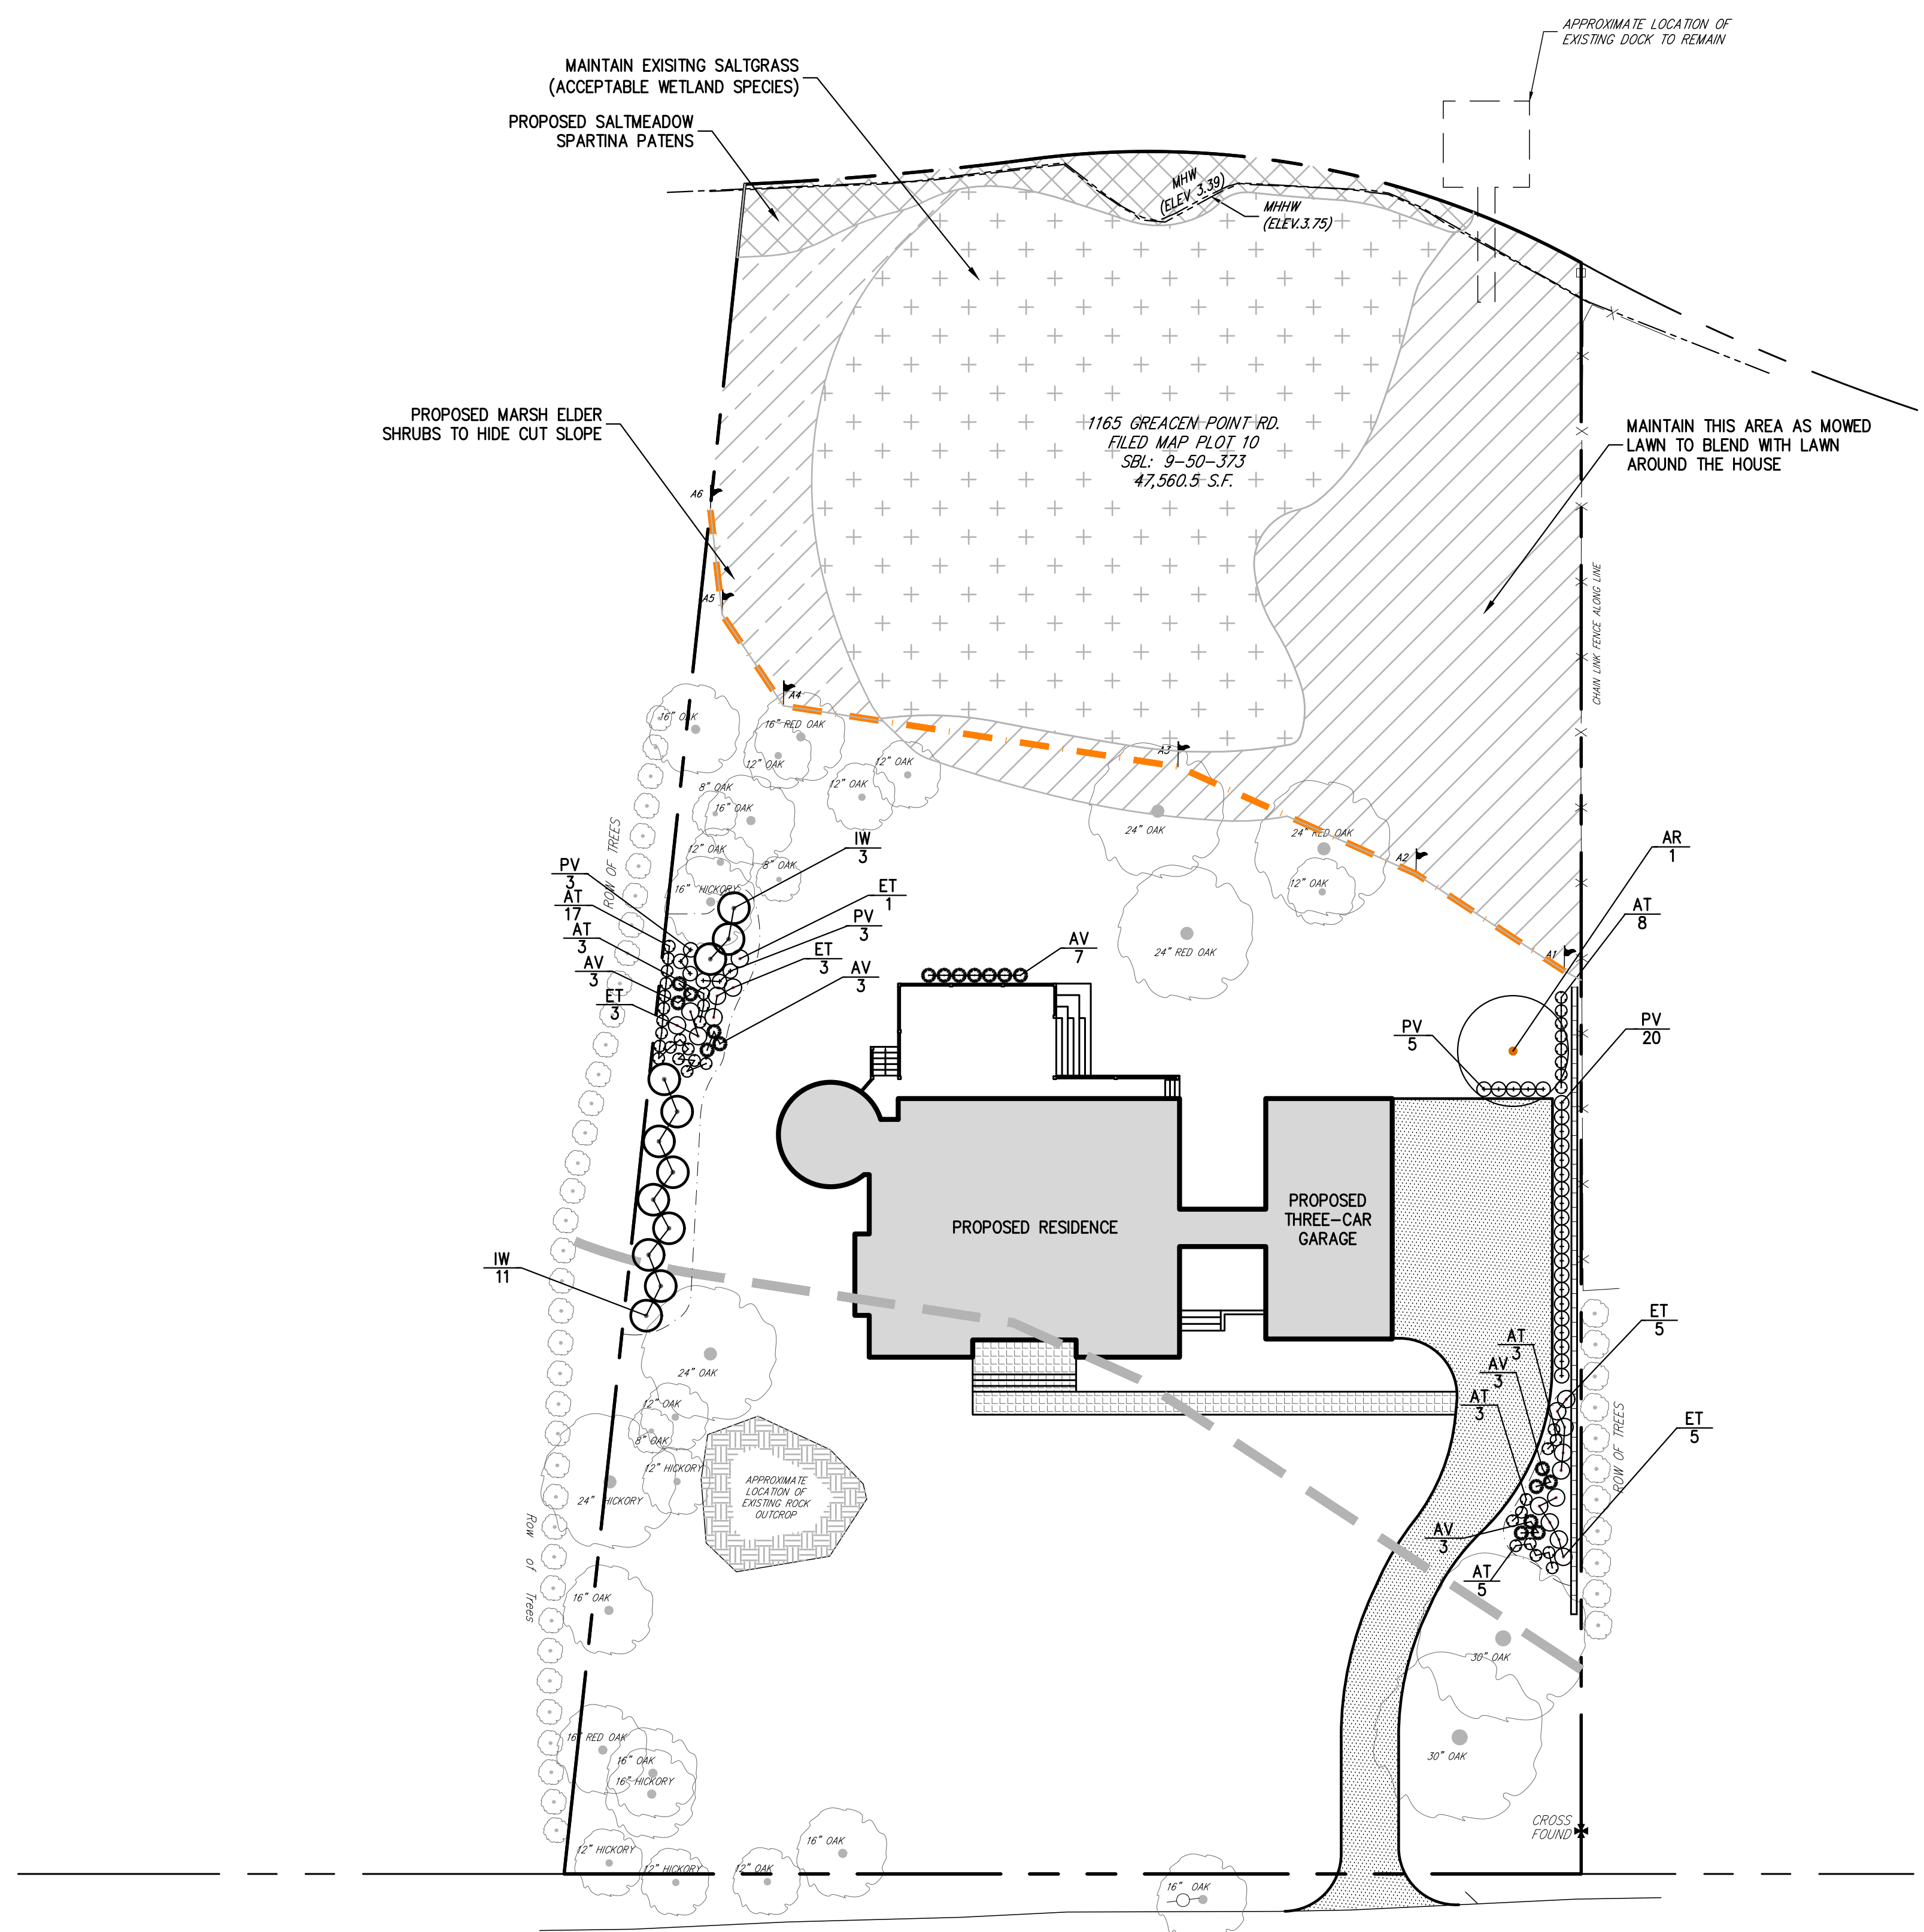 APPROXIMATE LOCATION OF
EXISTING DOCK TO REMAIN
MAINTAIN EXISITNG SALTGRASS
(ACCEPTABLE WETLAND SPECIES)
PROPOSED SALTMEADOW
SPARTINA PATENS
MHW
(ELEV 3.39)
MHHW
(ELEV.3.75)
PROPOSED MARSH ELDER
SHRUBS TO HIDE CUT SLOPE
1165 GREACEN POINT RD.
FILED MAP PLOT 10
SBL: 9-50-373
47,560.5 S.F.
MAINTAIN THIS AREA AS MOWED
LAWN TO BLEND WITH LAWN
AROUND THE HOUSE
A6
A5
CHAIN LINK FENCE ALONG LINE
A4
16" OAK
16" RED OAK
12" OAK
12" OAK
12" OAK
A3
8" OAK
16" OAK
24" OAK
24" RED OAK
ROW OF TREES
12" OAK
8" OAK
16" HICKORY
A2
12" OAK
IW
3
AR
1
PV
3
AT
17
ET
1
AT
8
AT
3
PV
3
AV
3
ET
3
AV
7
24" RED OAK
A1
AV
3
ET
3
PV
5
PV
20
PROPOSED RESIDENCE
PROPOSED
THREE-CAR
GARAGE
IW
11
ET
5
AT
3
AV
3
AT
3
24" OAK
12" OAK
8" OAK
12" HICKORY
24" HICKORY
APPROXIMATE
LOCATION OF
EXISTING ROCK
OUTCROP
ROW OF TREES
ET
5
AV
3
AT
5
Row of Trees
16" OAK
30" OAK
30" OAK
16" RED OAK
16" OAK
16" HICKORY
CROSS
FOUND
12" HICKORY
12" HICKORY
12" OAK
16" OAK
16" OAK